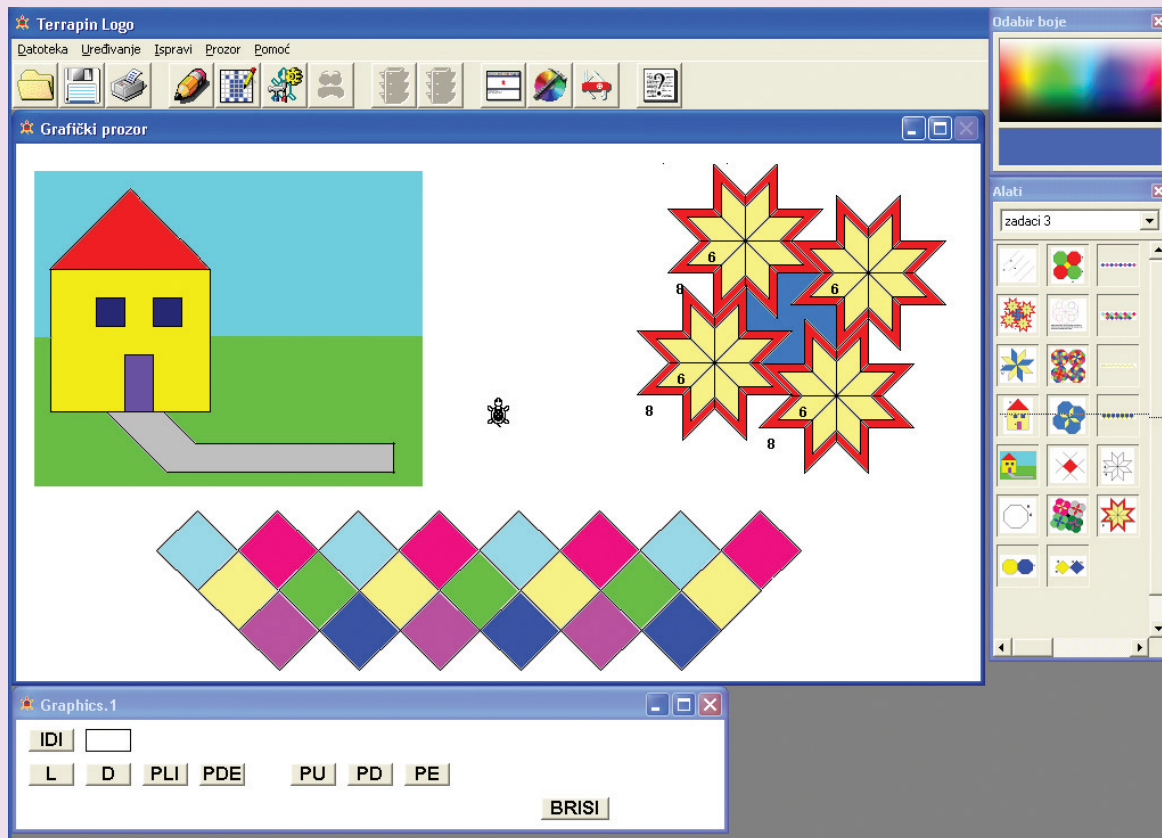 Terrapin Logo
Datoteka Uređivanje Ispravi Prozor Pomoć
Grafički prozor
6
8
6
6
8
6
8
Odabir boje
Alati
zadaci 3
Graphics.1
IDI
L D PLI PDE PU PD PE
BRISI